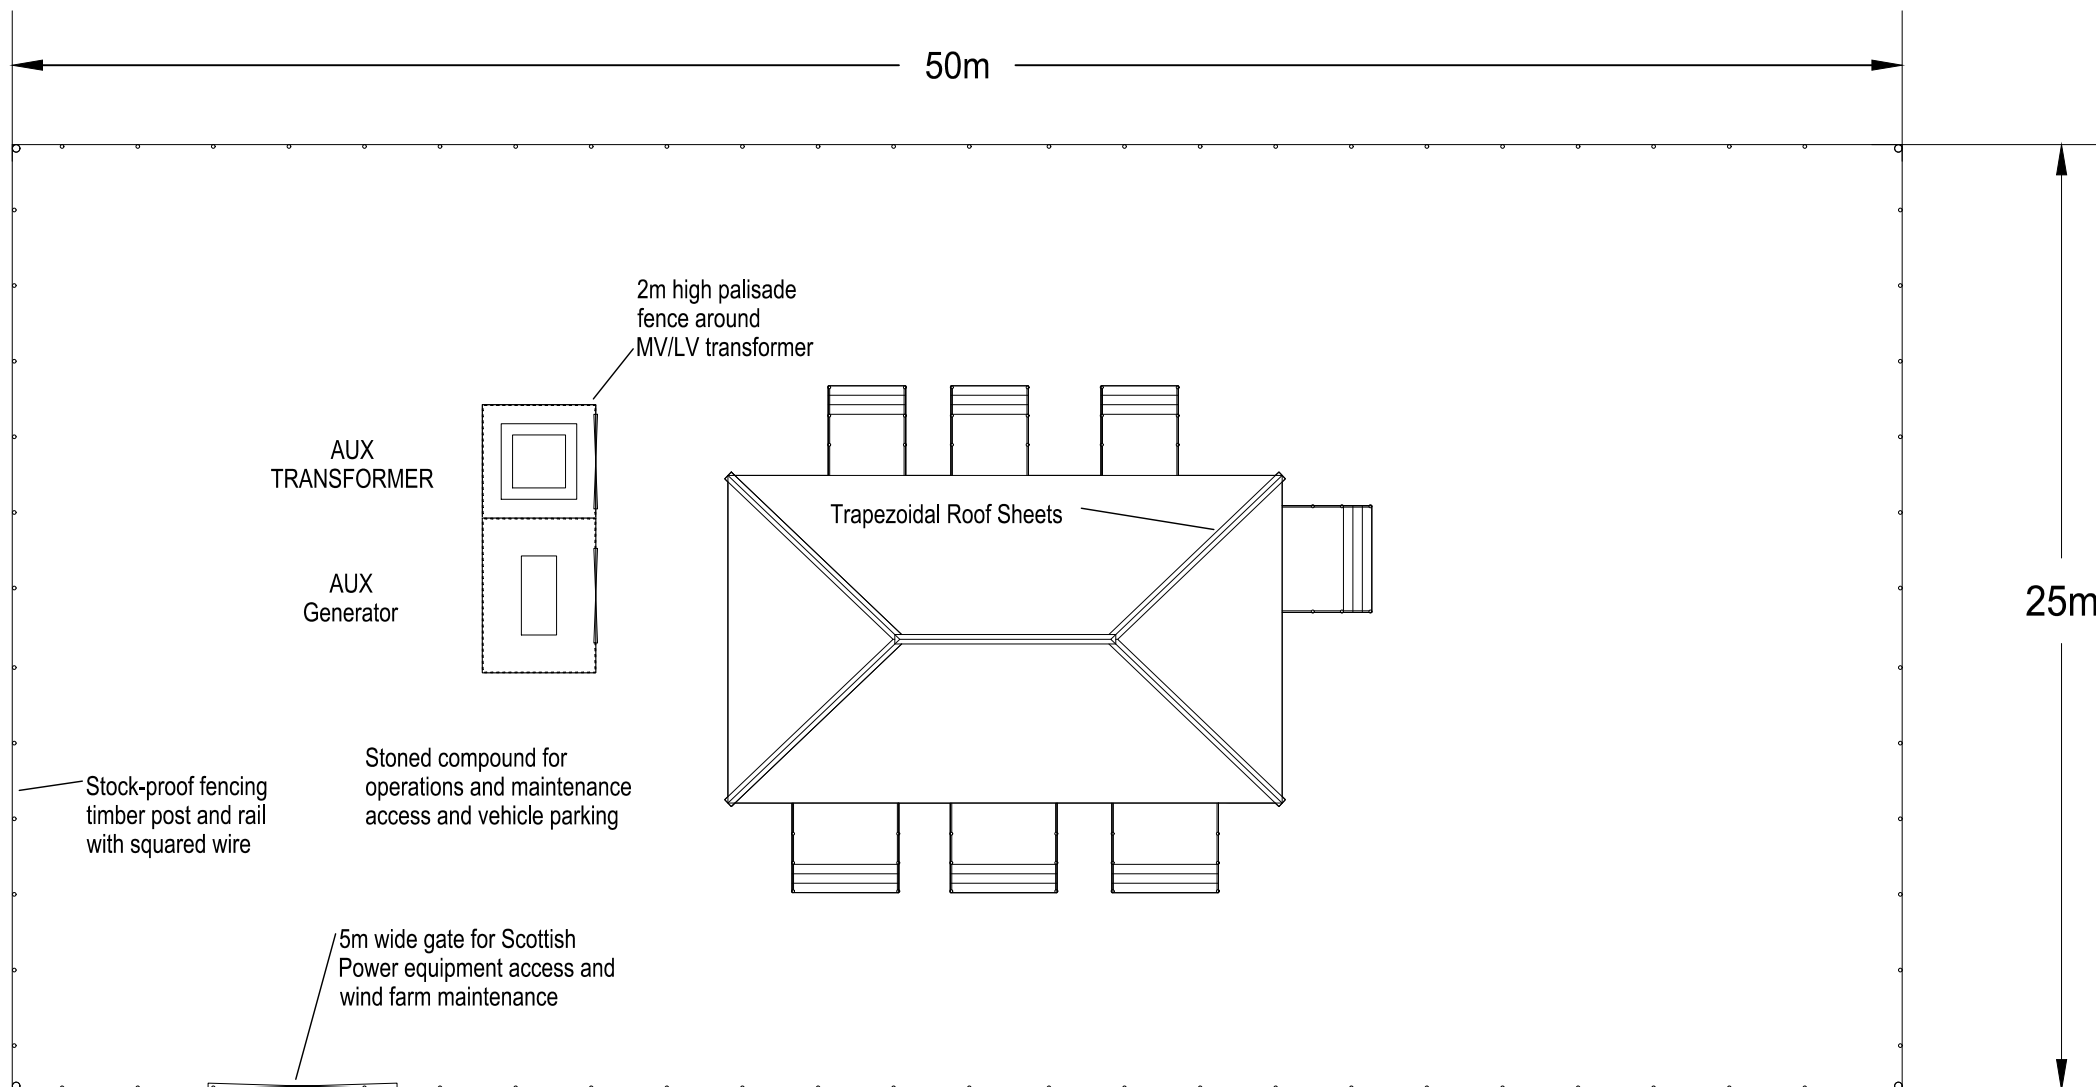 50m
2m high palisade
fence around
MV/LV transformer
AUX
TRANSFORMER
Trapezoidal Roof Sheets
AUX
Generator
25m
Stoned compound for
operations and maintenance
access and vehicle parking
Stock-proof fencing
timber post and rail
with squared wire
5m wide gate for Scottish
Power equipment access and
wind farm maintenance